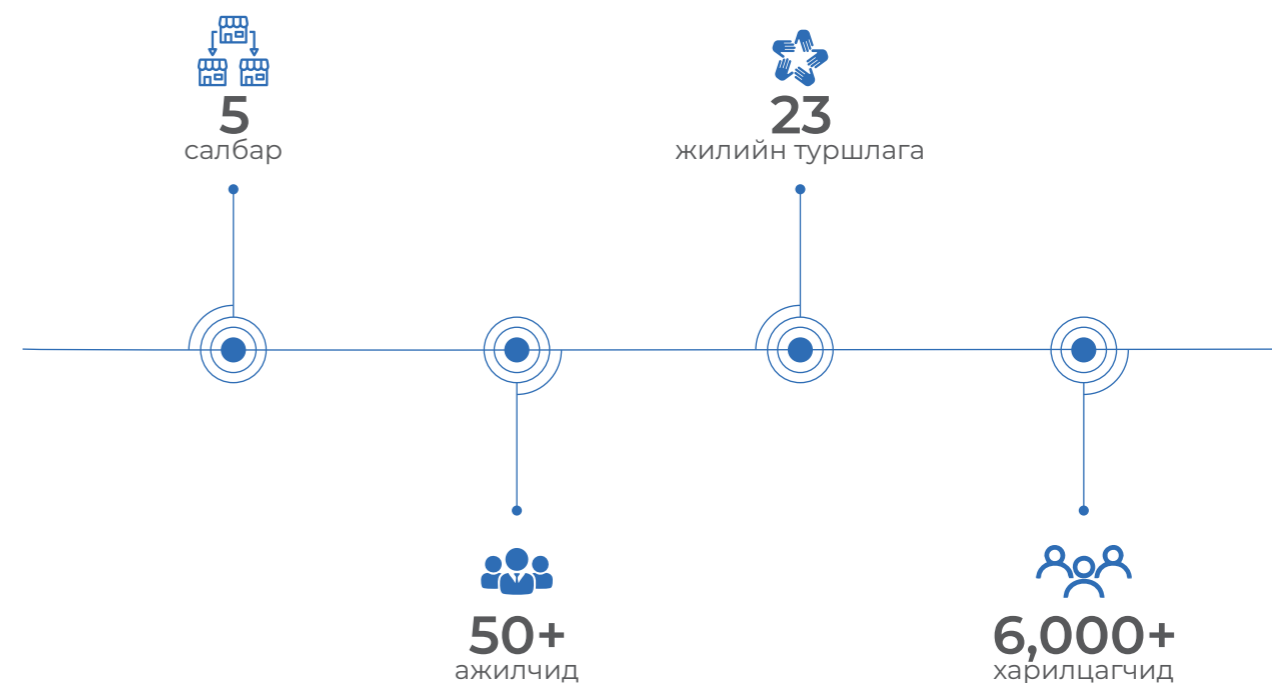 5
салбар
23
жилийн туршлага
50+
ажилчид
6,000+
харилцагчид